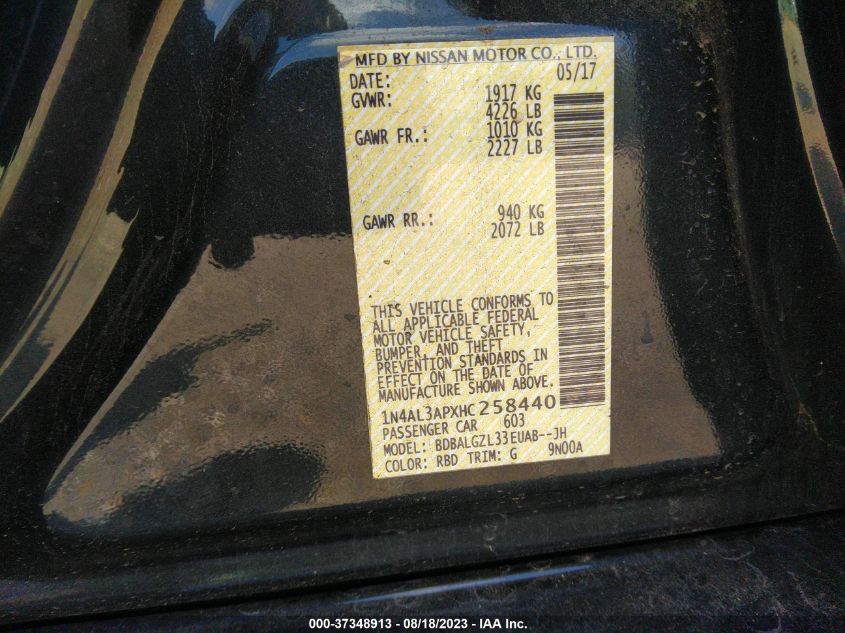 MFD BY NISSAN MOTOR CO., LTD.
DATE: 05/17
GVWR: 1917 KG
4226 LB
GAWR FR.: 1010 KG
2227 LB
GAWR RR.: 940 KG
2072 LB
THIS VEHICLE CONFORMS TO
ALL APPLICABLE FEDERAL
MOTOR VEHICLE SAFETY,
BUMPER, AND THEFT
PREVENTION STANDARDS IN
EFFECT ON THE DATE OF
MANUFACTURE SHOWN ABOVE.
1N4AL3APXHC258440
PASSENGER CAR 603
MODEL: BDBALGZL33EUAB--JH
COLOR: RBD TRIM: G 9N00A
000-37348913 - 08/18/2023 - IAA Inc.